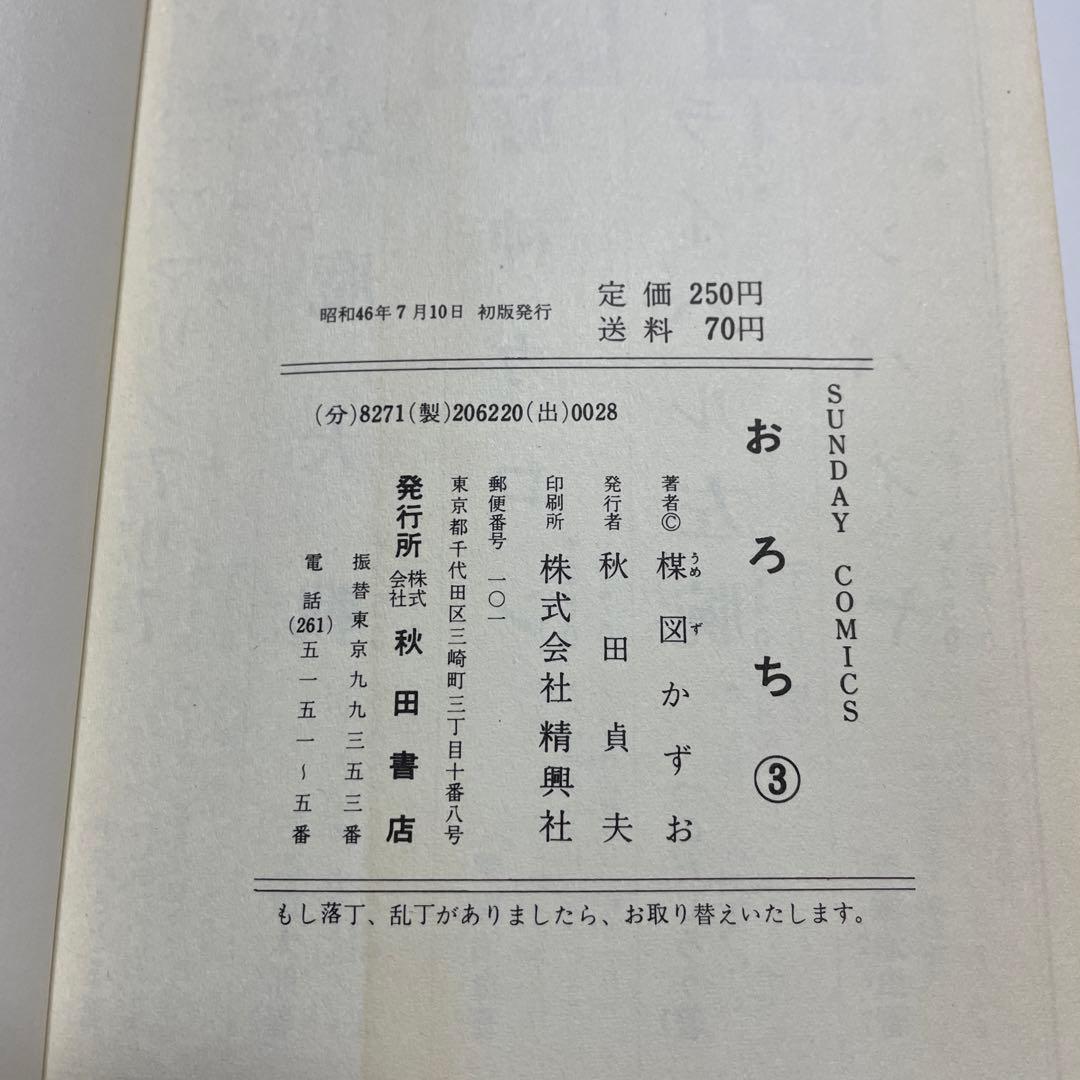 定価 250円
送料 70円
昭和46年7月10日 初版発行
SUNDAY COMICS
おろち③
(分)8271(製)206220(出)0028
著者© 楳図かずお
うめず
発行者 秋田貞夫
印刷所 株式会社 精興社
郵便番号 一〇一
東京都千代田区三崎町三丁目十番八号
発行所 株式会社 秋田書店
振替東京九九三五三番
電話(261)五一五一〜五番
もし落丁、乱丁がありましたら、お取り替えいたします。